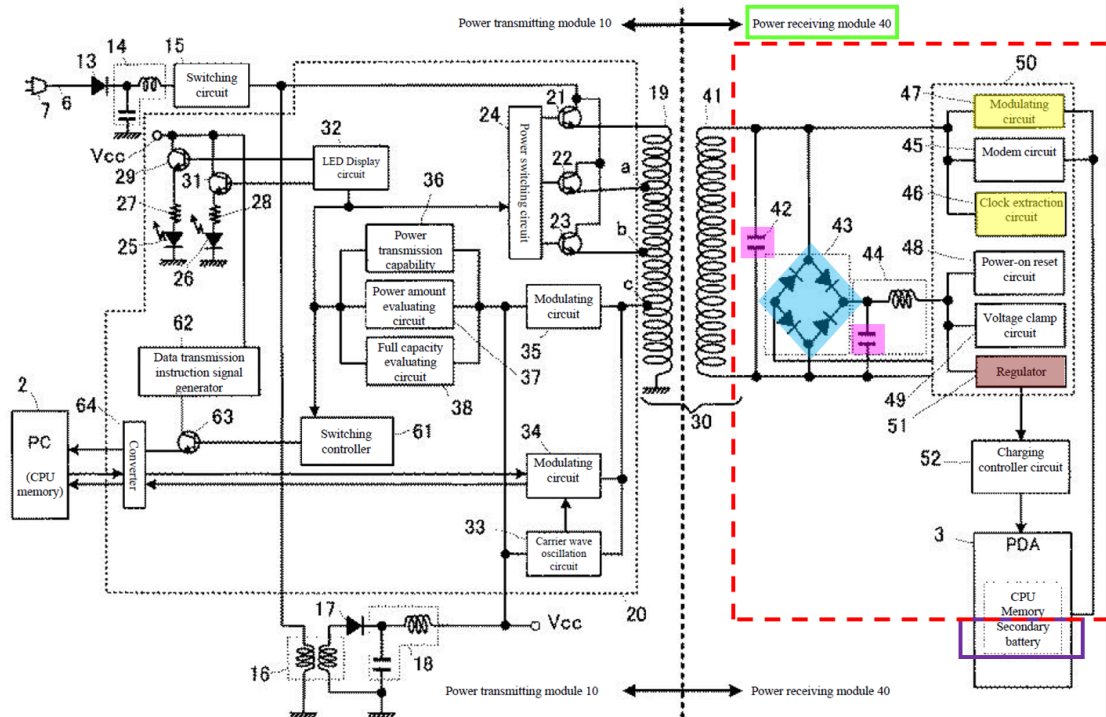 Power transmitting module 10
Power receiving module 40
14
15
13
Switching
circuit
7
6
Vcc
29
31
27
28
25
26
32
LED Display
circuit
24
Power switching circuit
21
22
23
19
41
a
b
c
36
Power
transmission
capability
Power amount
evaluating circuit
37
Full capacity
evaluating circuit
38
Modulating
circuit
35
62
Data transmission
instruction signal
generator
2
PC
(CPU
memory)
64
Converter
63
Switching
controller
61
34
Modulating
circuit
33
Carrier wave
oscillation
circuit
20
30
17
16
18
Vcc
50
47
Modulating
circuit
45
Modem circuit
46
Clock extraction
circuit
42
43
44
48
Power-on reset
circuit
Voltage clamp
circuit
49
Regulator
51
52
Charging
controller circuit
3
PDA
CPU
Memory
Secondary
battery
Power transmitting module 10
Power receiving module 40